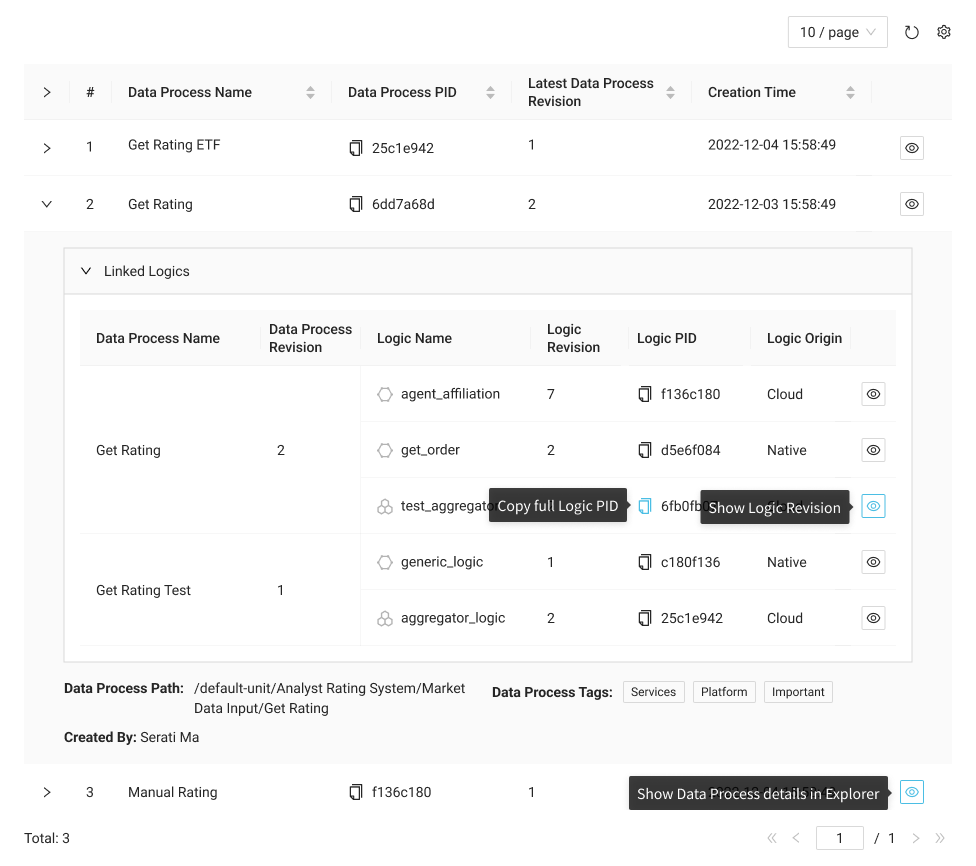 10 / page
# Data Process Name Data Process PID Latest Data Process Revision Creation Time
1 Get Rating ETF 25c1e942 1 2022-12-04 15:58:49
2 Get Rating 6dd7a68d 2 2022-12-03 15:58:49
Linked Logics
Data Process Name Data Process Revision Logic Name Logic Revision Logic PID Logic Origin
agent_affiliation 7 f136c180 Cloud
Get Rating 2 get_order 2 d5e6f084 Native
Copy full Logic PID Show Logic Revision
generic_logic 1 c180f136 Native
Get Rating Test 1
aggregator_logic 2 25c1e942 Cloud
Data Process Path: /default-unit/Analyst Rating System/Market
Data Input/Get Rating
Data Process Tags: Services Platform Important
Created By: Serati Ma
3 Manual Rating f136c180 1 Show Data Process details in Explorer
Total: 3 1 / 1